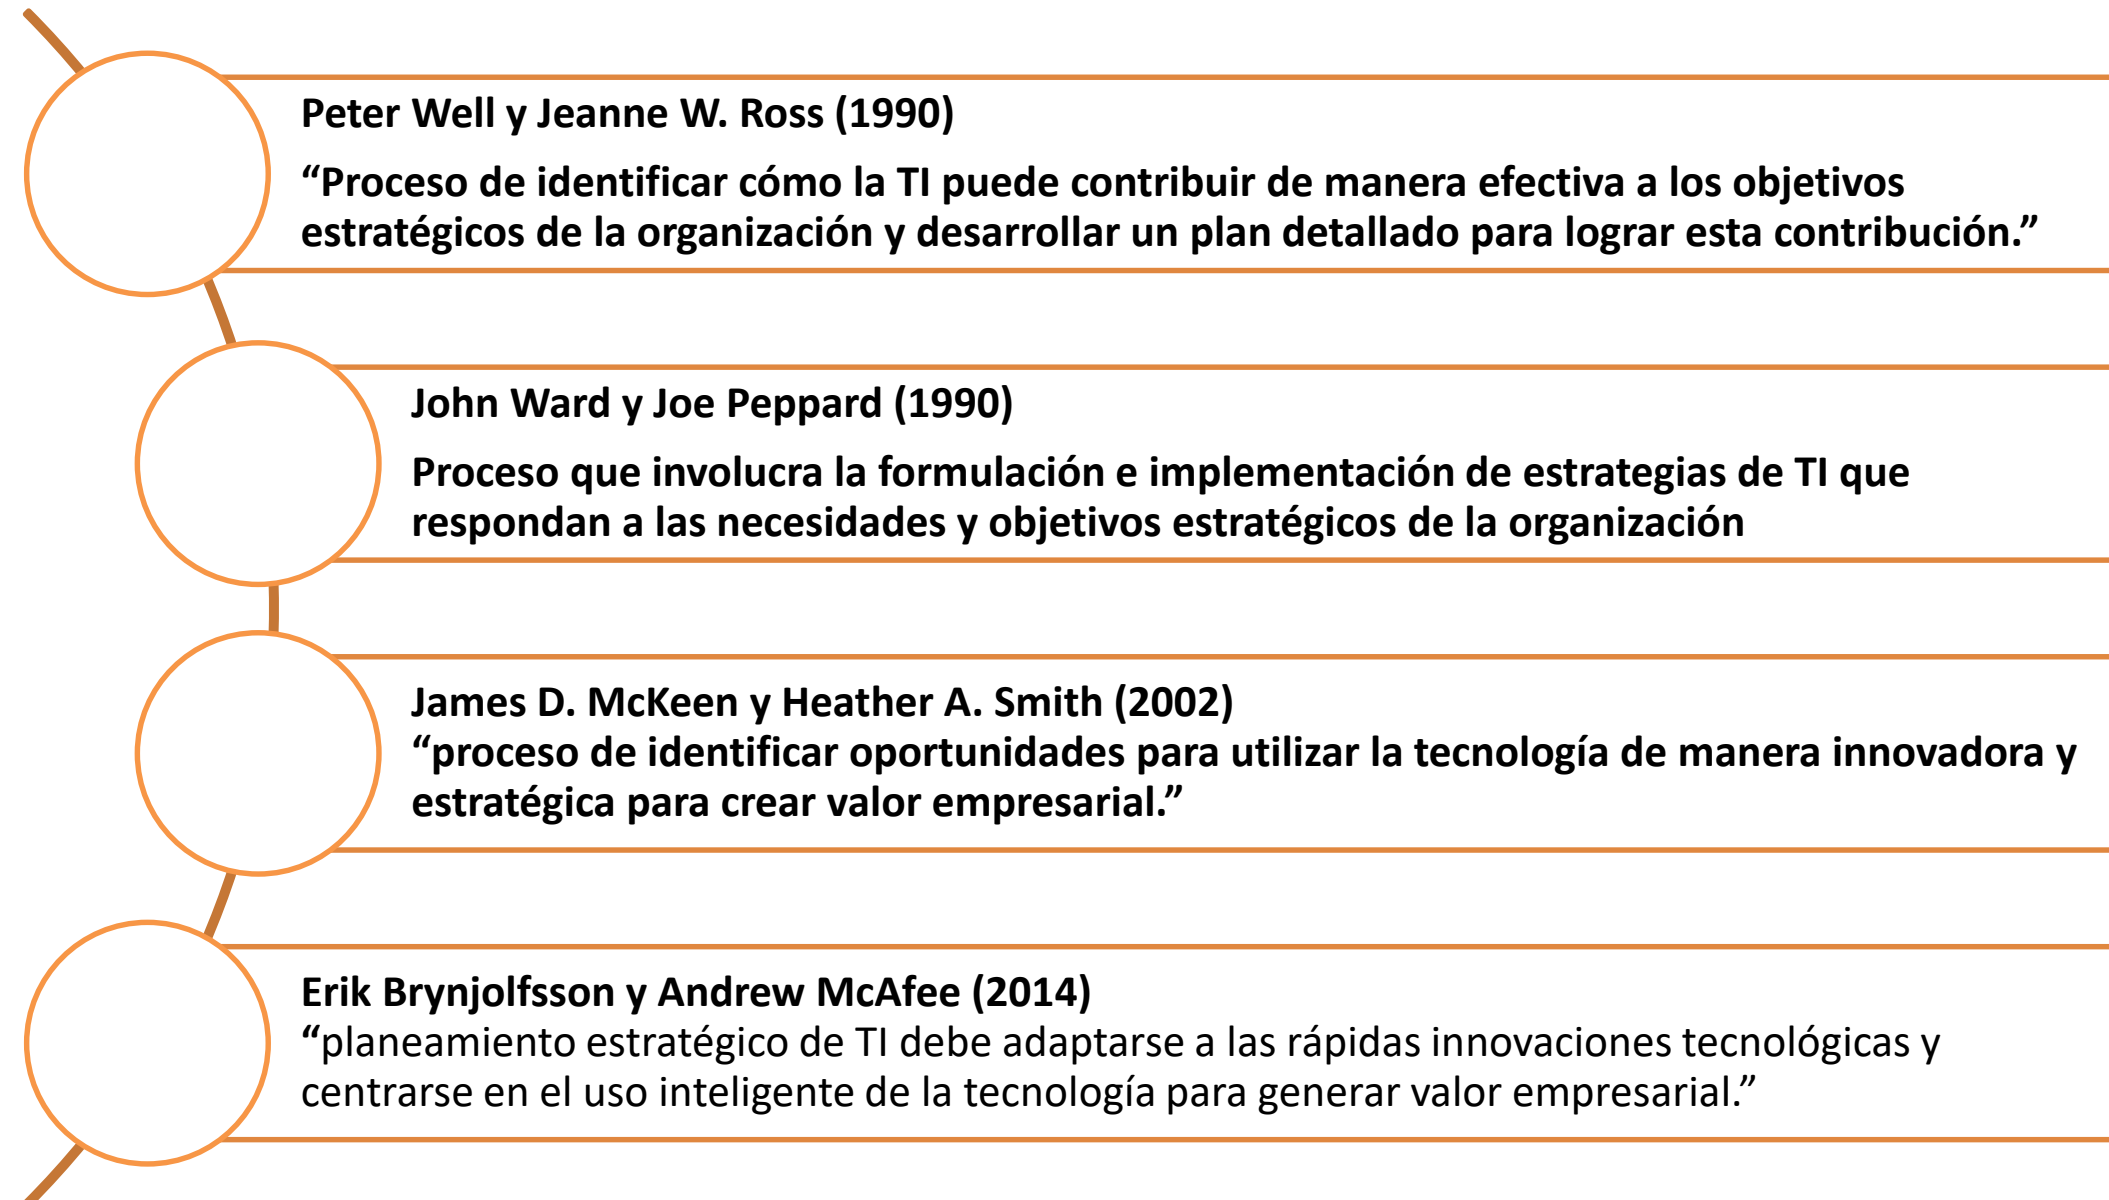 Peter Well y Jeanne W. Ross (1990)
“Proceso de identificar cómo la TI puede contribuir de manera efectiva a los objetivos
estratégicos de la organización y desarrollar un plan detallado para lograr esta contribución.”
John Ward y Joe Peppard (1990)
Proceso que involucra la formulación e implementación de estrategias de TI que
respondan a las necesidades y objetivos estratégicos de la organización
James D. McKeen y Heather A. Smith (2002)
“proceso de identificar oportunidades para utilizar la tecnología de manera innovadora y
estratégica para crear valor empresarial.”
Erik Brynjolfsson y Andrew McAfee (2014)
“planeamiento estratégico de TI debe adaptarse a las rápidas innovaciones tecnológicas y
centrarse en el uso inteligente de la tecnología para generar valor empresarial.”